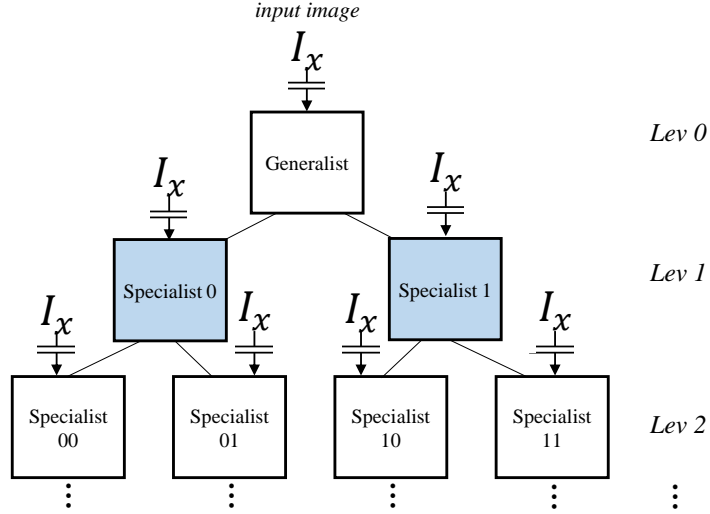 input image
I_x
Lev 0
Generalist
I_x
I_x
Lev 1
Specialist 0
Specialist 1
I_x
I_x
I_x
I_x
Specialist
00
Specialist
01
Specialist
10
Specialist
11
Lev 2